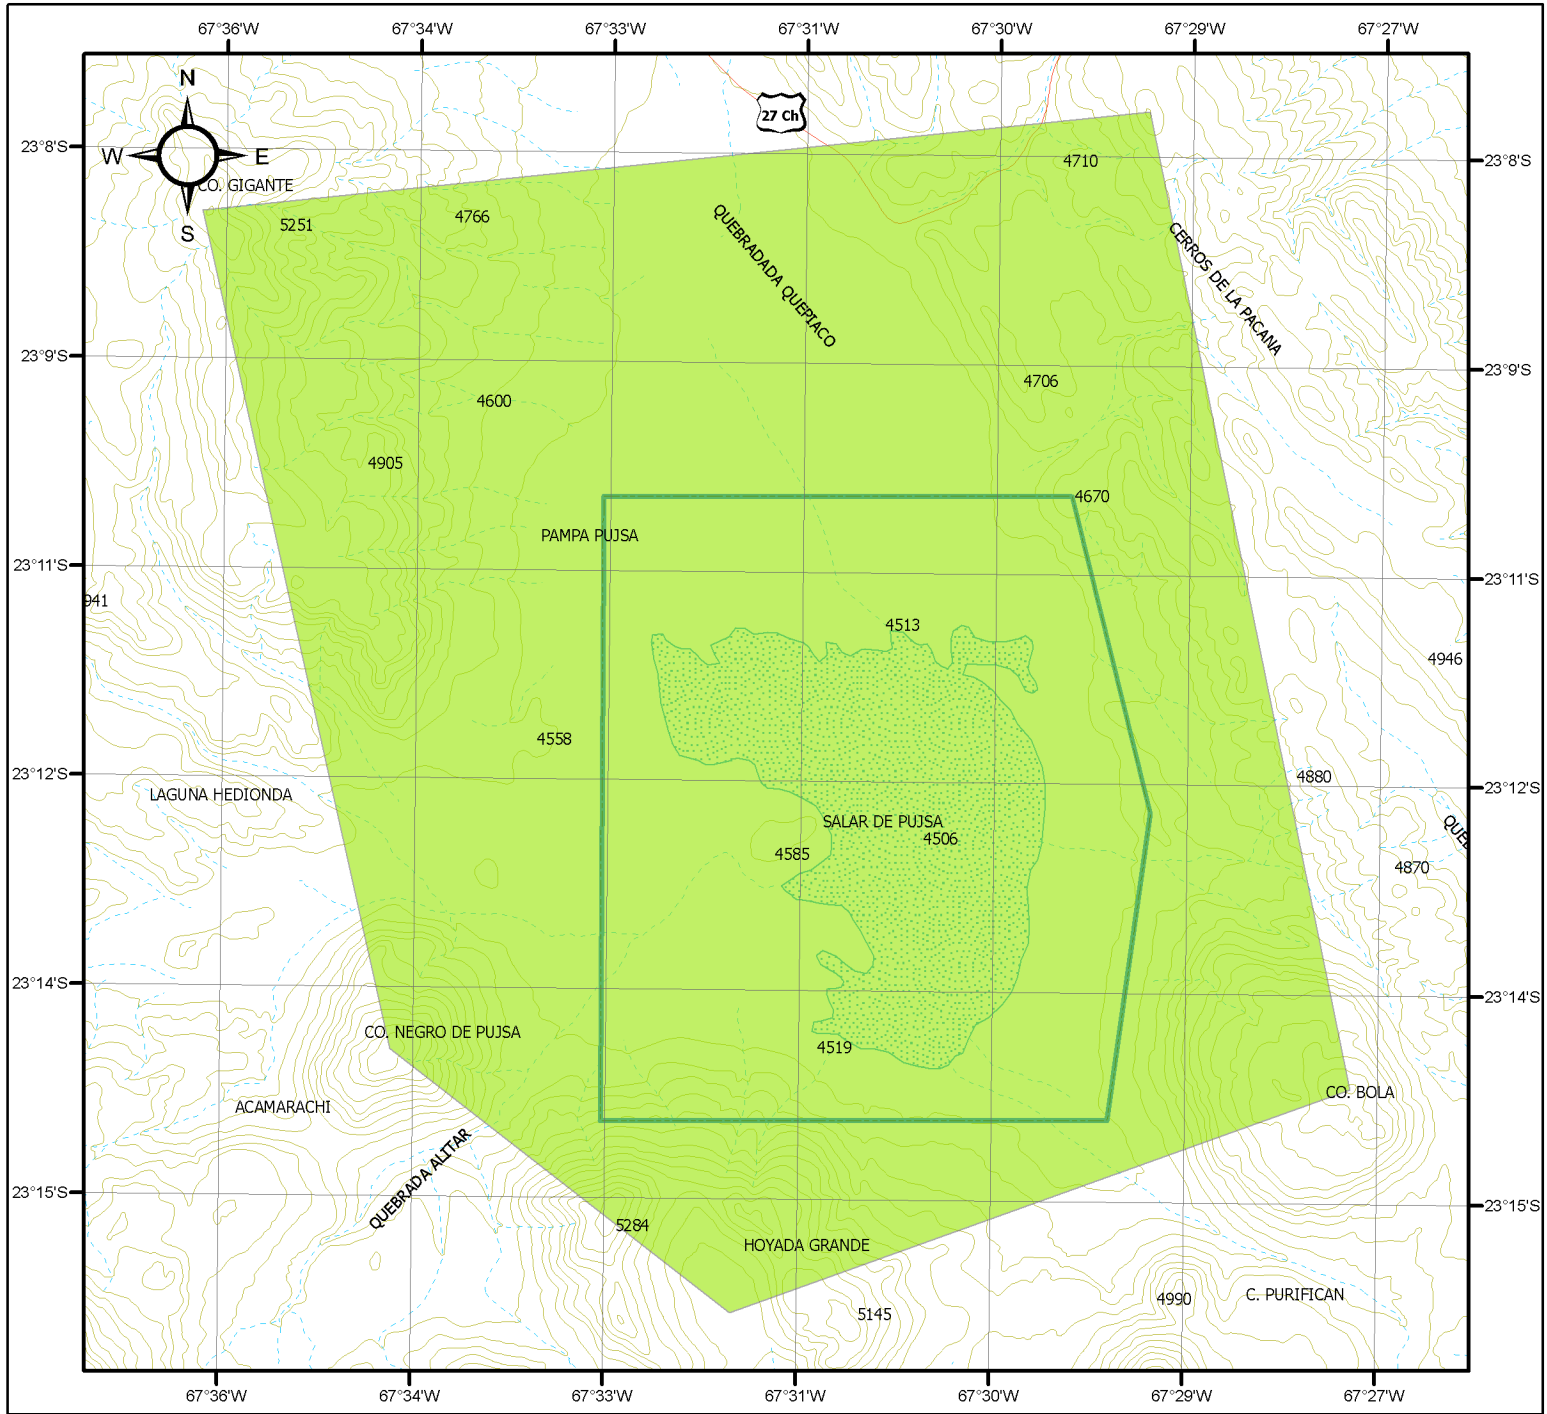 67°36'W
67°34'W
67°33'W
67°31'W
67°30'W
67°29'W
67°27'W
N
27 Ch
23°8'S
W
E
4710
23°8'S
CO. GIGANTE
S
5251
4766
QUEBRADADA QUEPIACO
CERROS DE LA PACANA
23°9'S
23°9'S
4600
4706
4905
4670
PAMPA PUJSA
23°11'S
23°11'S
941
4513
4946
4558
23°12'S
4880
23°12'S
LAGUNA HEDIONDA
SALAR DE PUJSA
QUEB
4506
4585
4870
23°14'S
23°14'S
CO. NEGRO DE PUJSA
4519
CO. BOLA
ACAMARACHI
QUEBRADA ALITAR
23°15'S
23°15'S
5284
HOYADA GRANDE
4990
C. PURIFICAN
5145
67°36'W
67°34'W
67°33'W
67°31'W
67°30'W
67°29'W
67°27'W